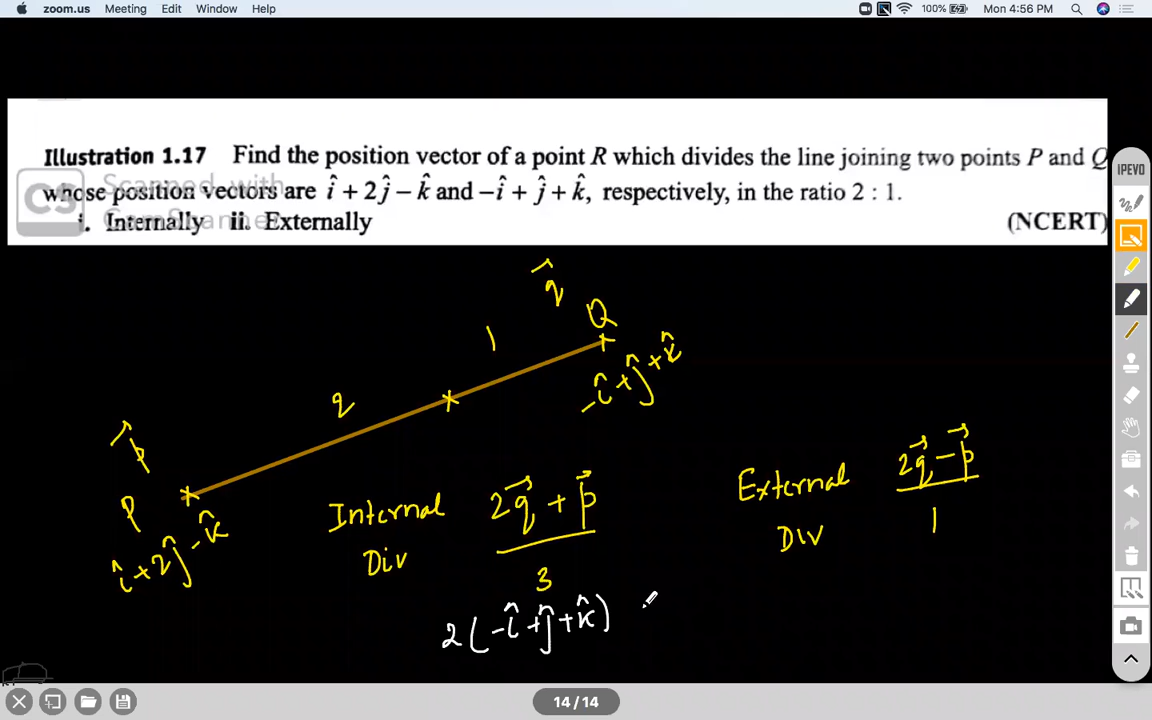 zoom.us Meeting Edit Window Help 100% Mon 4:56 PM
Illustration 1.17 Find the position vector of a point R which divides the line joining two points P and Q
whose position vectors are î + 2ĵ − k̂ and −î + ĵ + k̂, respectively, in the ratio 2 : 1.
i. Internally ii. Externally (NCERT)
CS Scanned with
CamScanner
IPEVO
q⃗
Q
1
−î + ĵ + k̂
2
p⃗
P
î + 2ĵ − k̂
Internal
Div
2q⃗ + p⃗
3
External
Div
2q⃗ − p⃗
1
2(−î + ĵ + k̂)
14 / 14